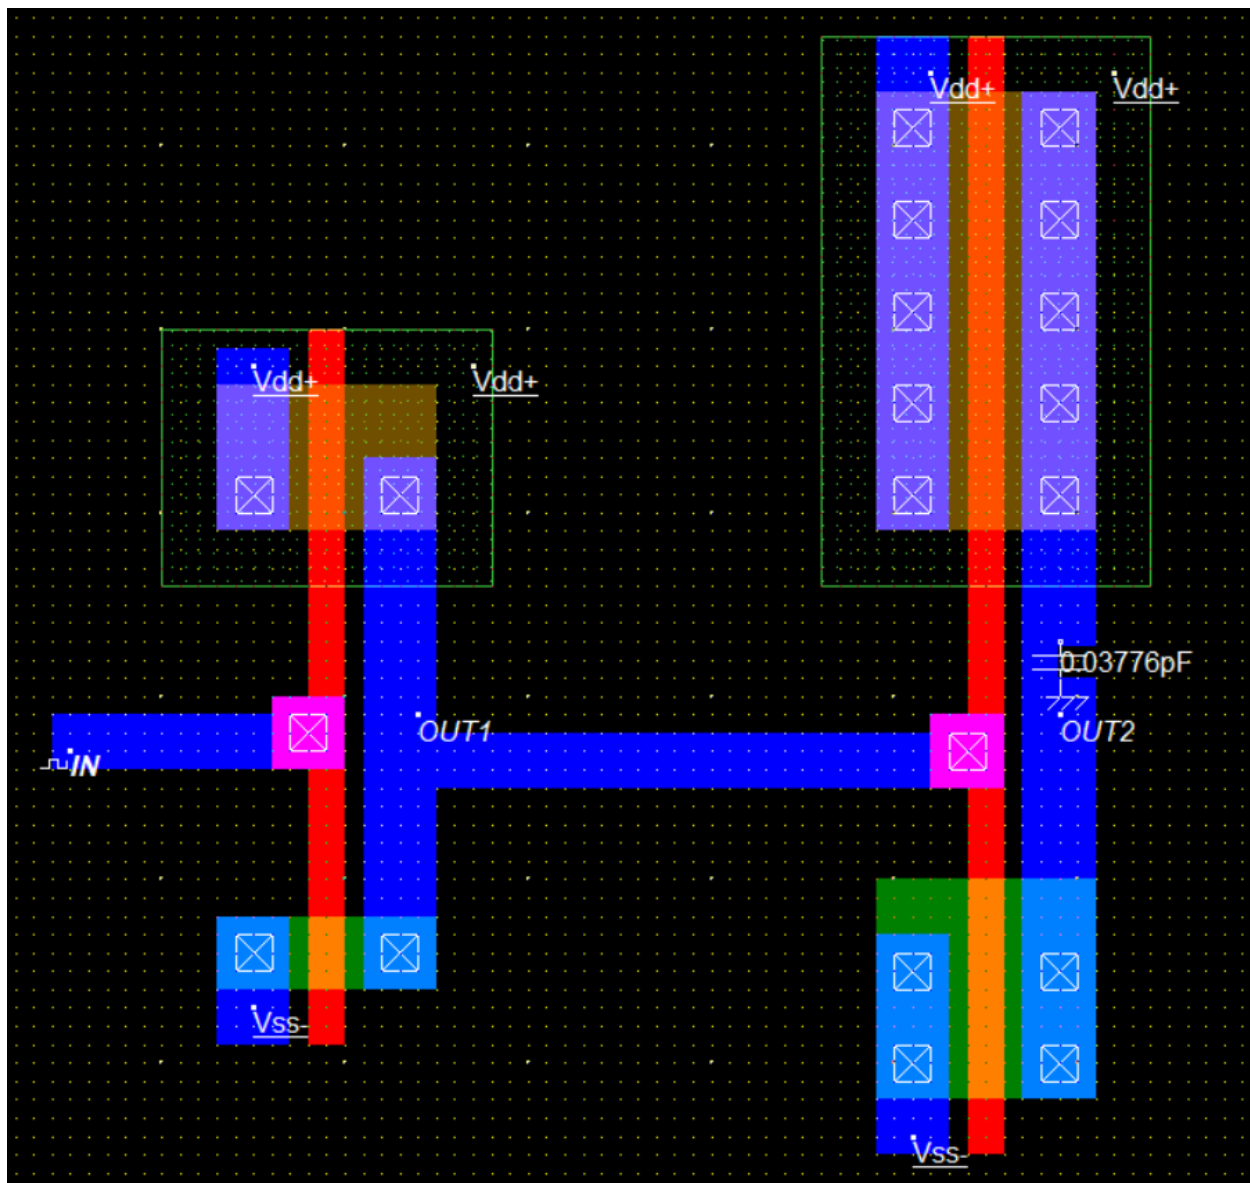 Vdd+ Vdd+
Vdd+ Vdd+
0.03776pF
OUT1 OUT2
IN
Vss-
Vss-